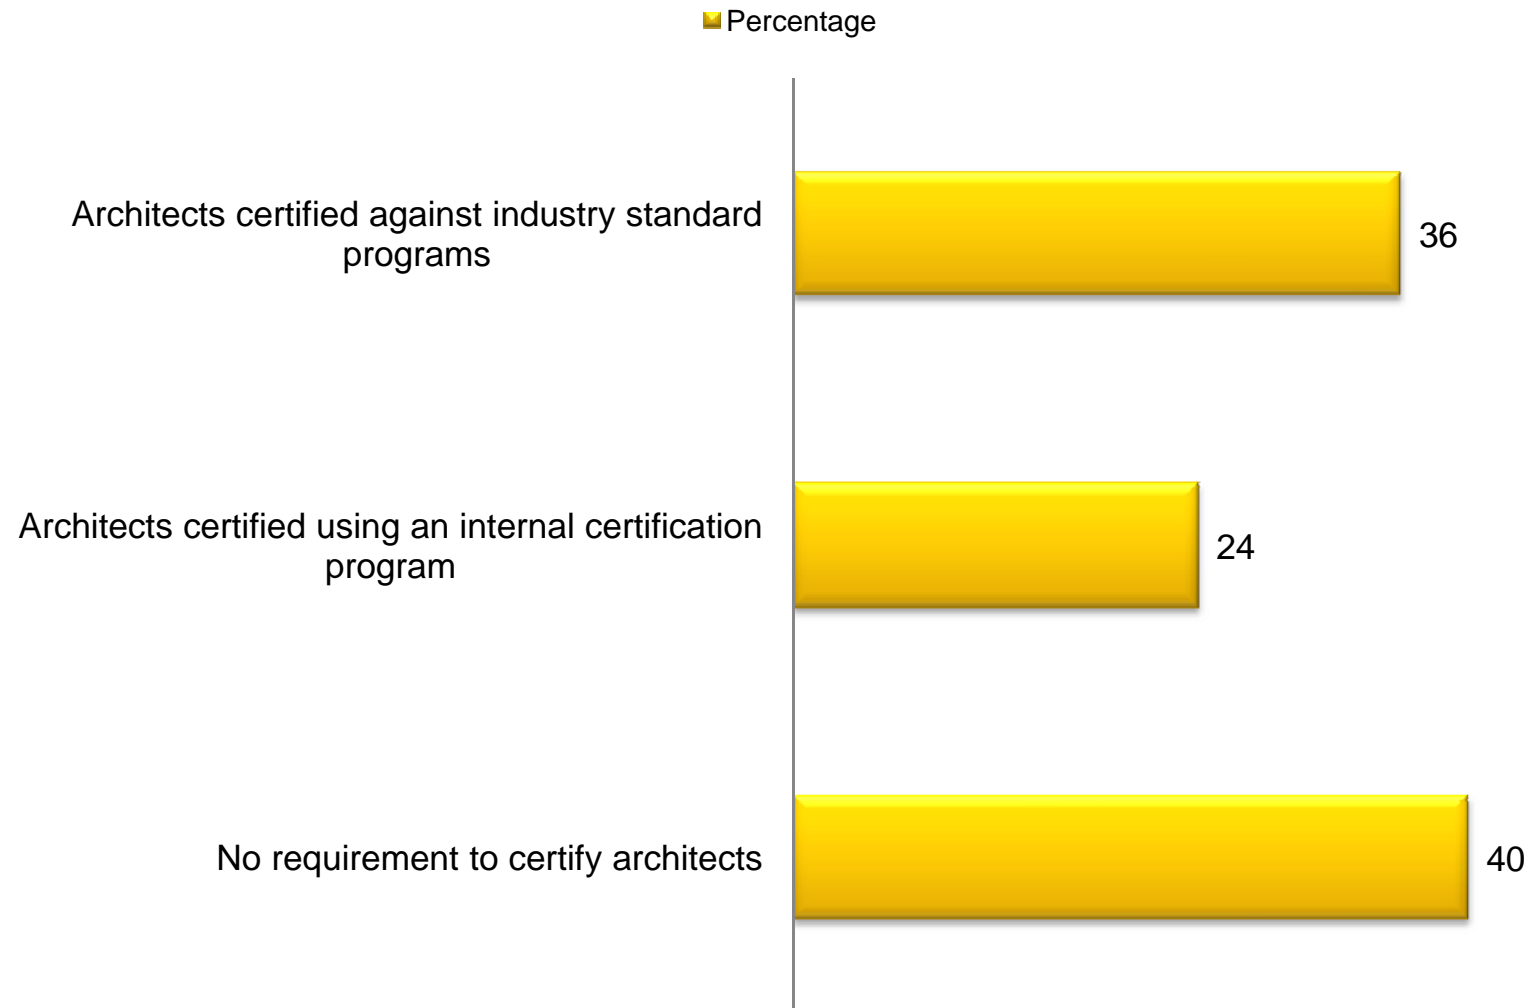 Percentage
Architects certified against industry standard
programs
36
Architects certified using an internal certification
program
24
No requirement to certify architects
40